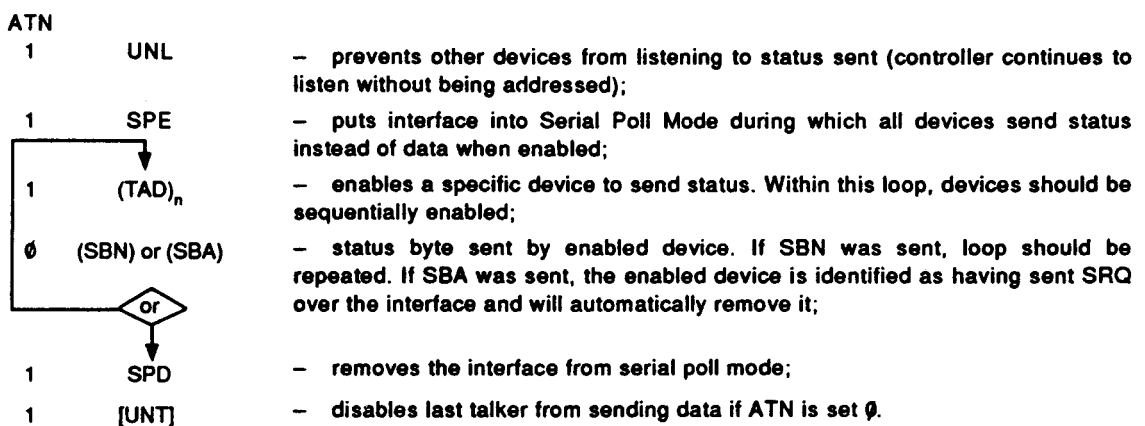 ATN
1 UNL – prevents other devices from listening to status sent (controller continues to
listen without being addressed);
1 SPE – puts interface into Serial Poll Mode during which all devices send status
instead of data when enabled;
1 (TAD)n – enables a specific device to send status. Within this loop, devices should be
sequentially enabled;
Ø (SBN) or (SBA) – status byte sent by enabled device. If SBN was sent, loop should be
repeated. If SBA was sent, the enabled device is identified as having sent SRQ
over the interface and will automatically remove it;
or
1 SPD – removes the interface from serial poll mode;
1 [UNT] – disables last talker from sending data if ATN is set Ø.